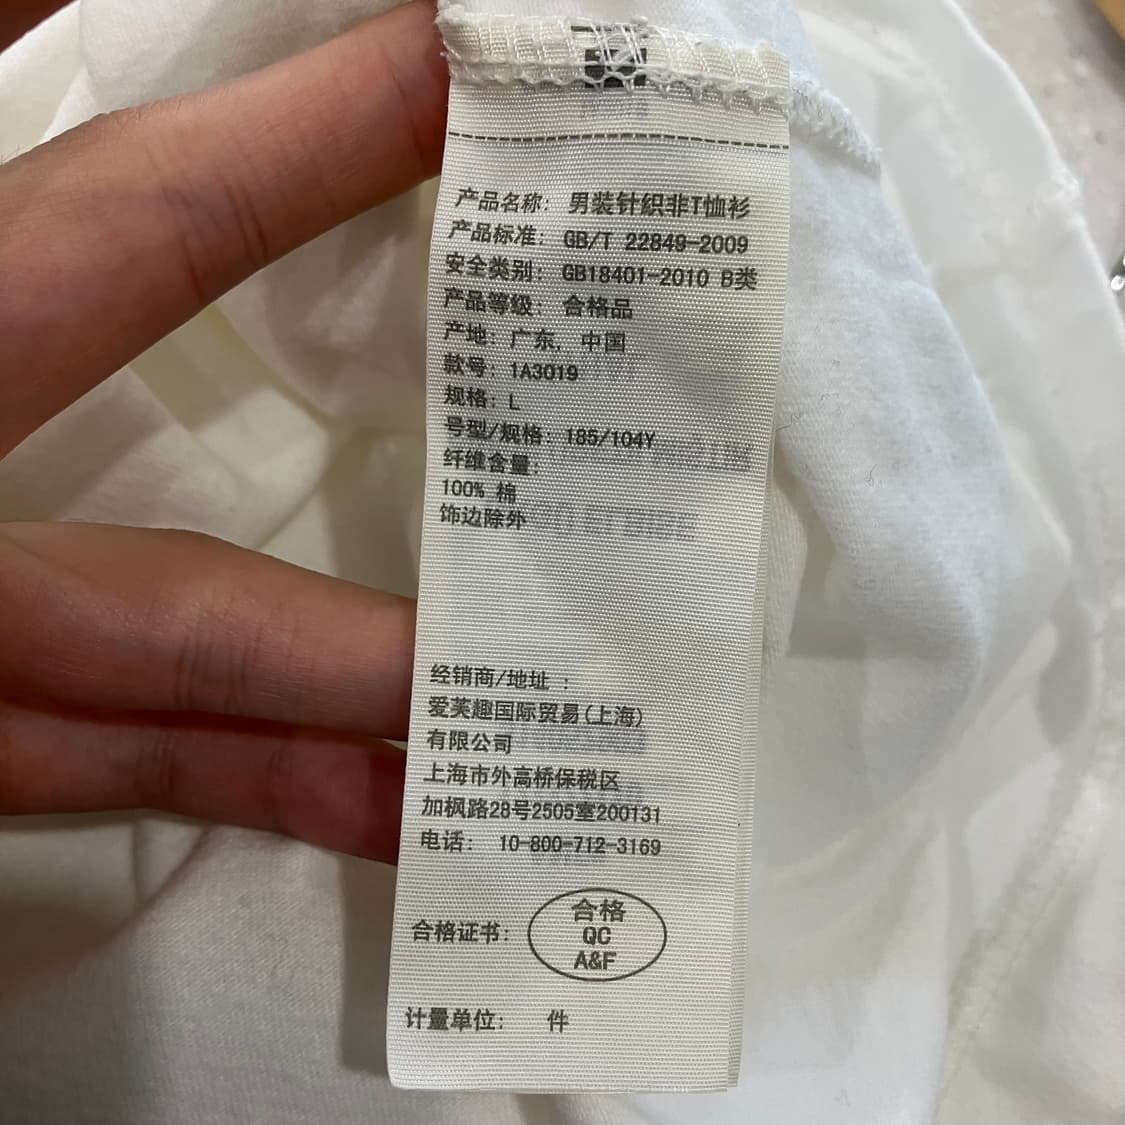 产品名称: 男装针织非T恤衫
产品标准: GB/T 22849-2009
安全类别: GB18401-2010 B类
产品等级: 合格品
产地: 广东, 中国
款号: 1A3019
规格: L
号型/规格: 185/104Y
纤维含量:
100% 棉
饰边除外
经销商/地址 :
爱芙趣国际贸易(上海)
有限公司
上海市外高桥保税区
加枫路28号2505室200131
电话: 10-800-712-3169
合格证书:
合格
QC
A&F
计量单位: 件